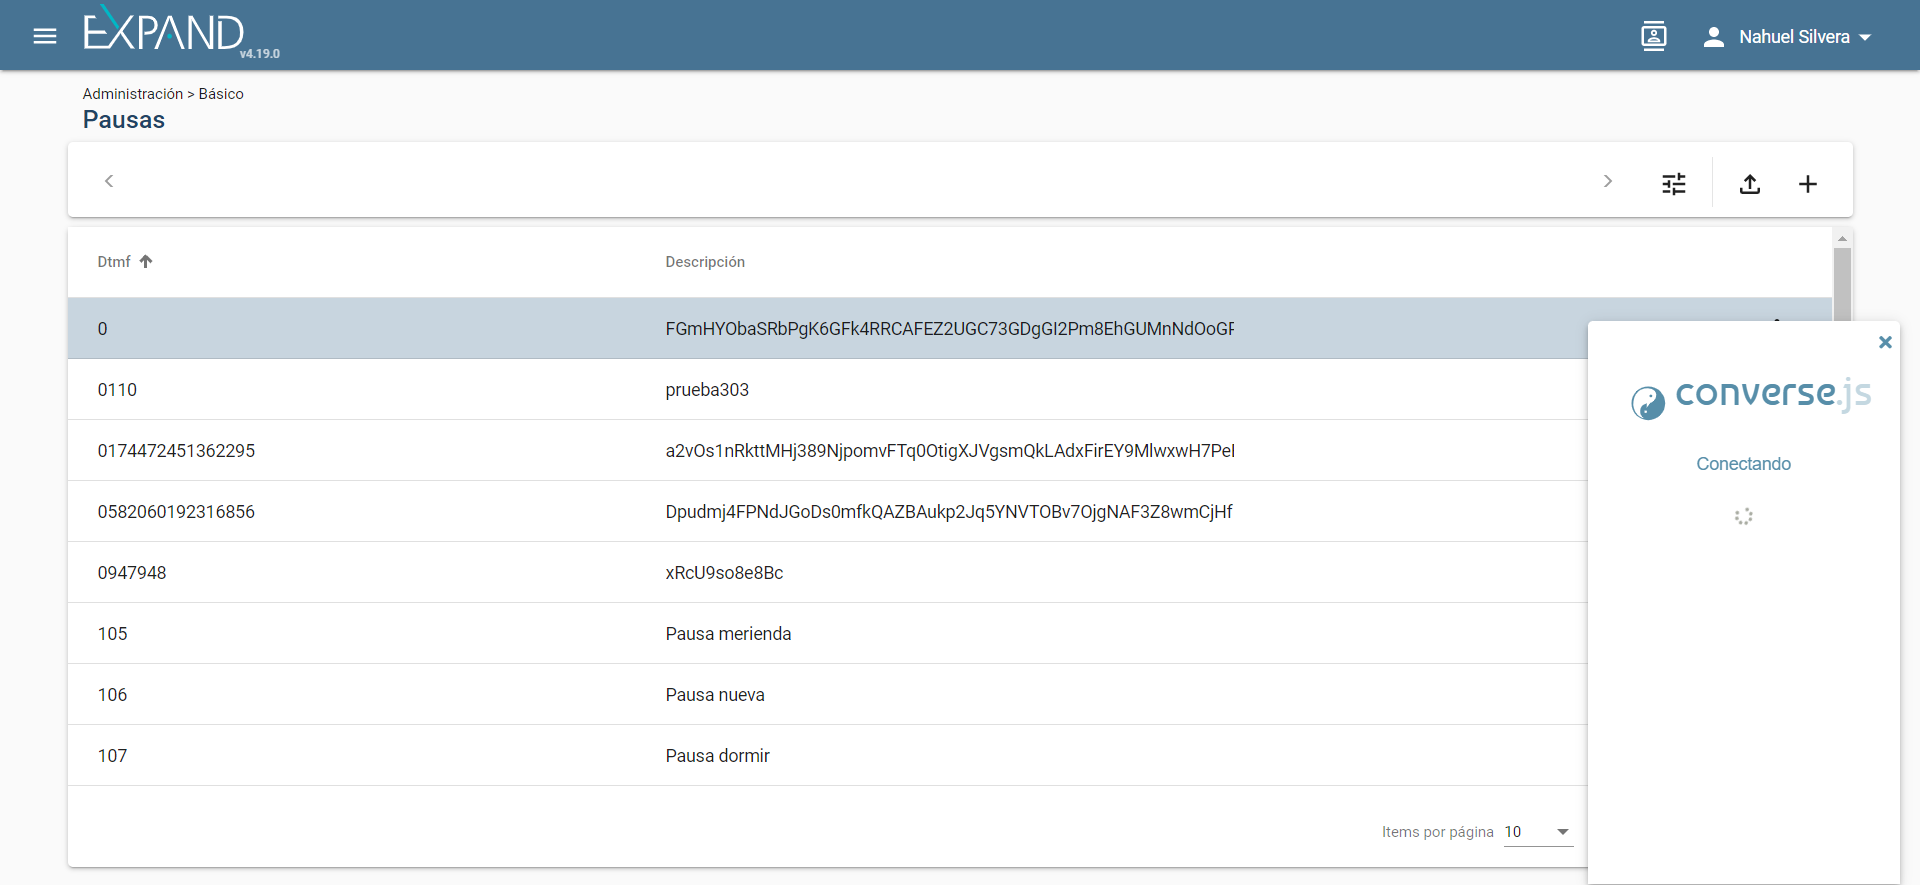 EXPAND
v4.19.0
Nahuel Silvera
Administración > Básico
Pausas
Dtmf Descripción
0 FGmHYObaSRbPgK6GFk4RRCAFEZ2UGC73GDgGI2Pm8EhGUMnNdOoGF
0110 prueba303
0174472451362295 a2vOs1nRkttMHj389NjpomvFTq0OtigXJVgsmQkLAdxFirEY9MlwxwH7Pel
0582060192316856 Dpudmj4FPNdJGoDs0mfkQAZBAukp2Jq5YNVTOBv7OjgNAF3Z8wmCjHf
0947948 xRcU9so8e8Bc
105 Pausa merienda
106 Pausa nueva
107 Pausa dormir
Items por página 10
converse.js
Conectando